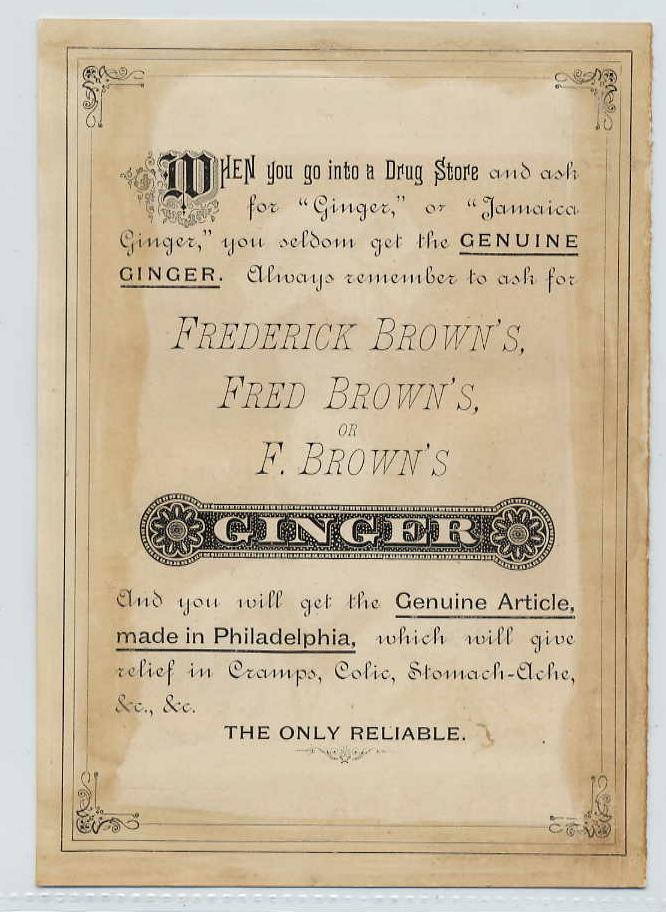 WHEN you go into a Drug Store and ask
for "Ginger," or "Jamaica
Ginger," you seldom get the GENUINE
GINGER. Always remember to ask for
FREDERICK BROWN'S,
FRED BROWN'S,
OR
F. BROWN'S
GINGER
And you will get the Genuine Article,
made in Philadelphia, which will give
relief in Cramps, Colic, Stomach-Ache,
&c., &c.
THE ONLY RELIABLE.